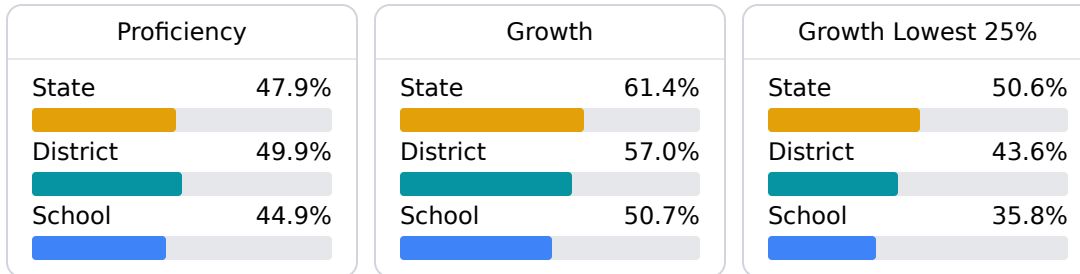 Proficiency
State 47.9%
District 49.9%
School 44.9%
Growth
State 61.4%
District 57.0%
School 50.7%
Growth Lowest 25%
State 50.6%
District 43.6%
School 35.8%